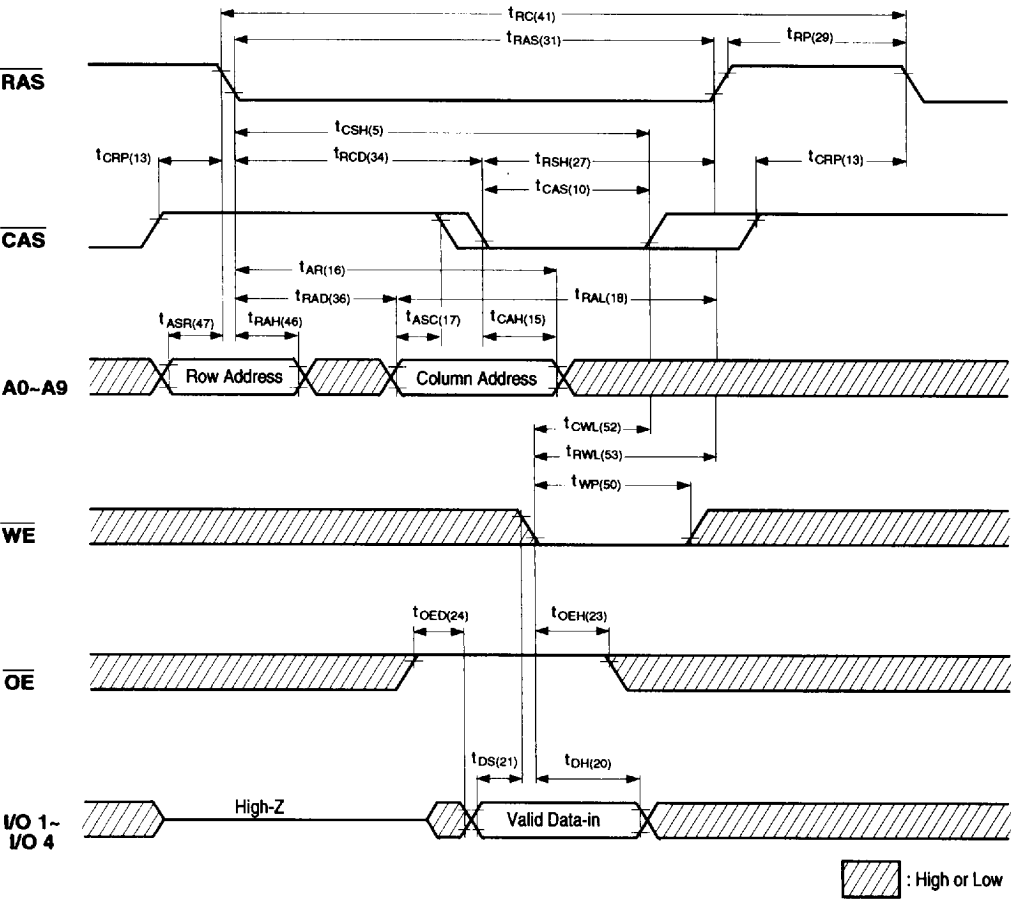 tRC(41)
tRAS(31)
tRP(29)
RAS
tCSH(5)
tCRP(13)
tRCD(34)
tRSH(27)
tCRP(13)
tCAS(10)
CAS
tAR(16)
tRAD(36)
tRAL(18)
tASR(47)
tRAH(46)
tASC(17)
tCAH(15)
A0~A9
Row Address
Column Address
tCWL(52)
tRWL(53)
tWP(50)
WE
tOED(24)
tOEH(23)
OE
tDS(21)
tDH(20)
I/O 1~
I/O 4
High-Z
Valid Data-in
: High or Low